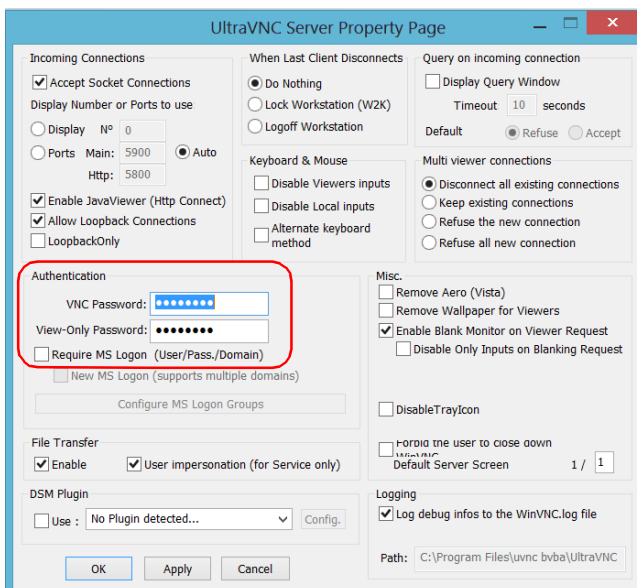 UltraVNC Server Property Page
Incoming Connections
Accept Socket Connections
Display Number or Ports to use
Display N° 0
Ports Main: 5900 Auto
Http: 5800
Enable JavaViewer (Http Connect)
Allow Loopback Connections
LoopbackOnly
When Last Client Disconnects
Do Nothing
Lock Workstation (W2K)
Logoff Workstation
Keyboard & Mouse
Disable Viewers inputs
Disable Local inputs
Alternate keyboard
method
Query on incoming connection
Display Query Window
Timeout 10 seconds
Default Refuse Accept
Multi viewer connections
Disconnect all existing connections
Keep existing connections
Refuse the new connection
Refuse all new connection
Authentication
VNC Password:
View-Only Password:
Require MS Logon (User/Pass./Domain)
New MS Logon (supports multiple domains)
Configure MS Logon Groups
Misc.
Remove Aero (Vista)
Remove Wallpaper for Viewers
Enable Blank Monitor on Viewer Request
Disable Only Inputs on Blanking Request
DisableTrayIcon
Forbid the user to close down
WinVNC
Default Server Screen 1 / 1
File Transfer
Enable User impersonation (for Service only)
DSM Plugin
Use : No Plugin detected... Config.
Logging
Log debug infos to the WinVNC.log file
Path: C:\Program Files\uvnc bvba\UltraVNC
OK Apply Cancel